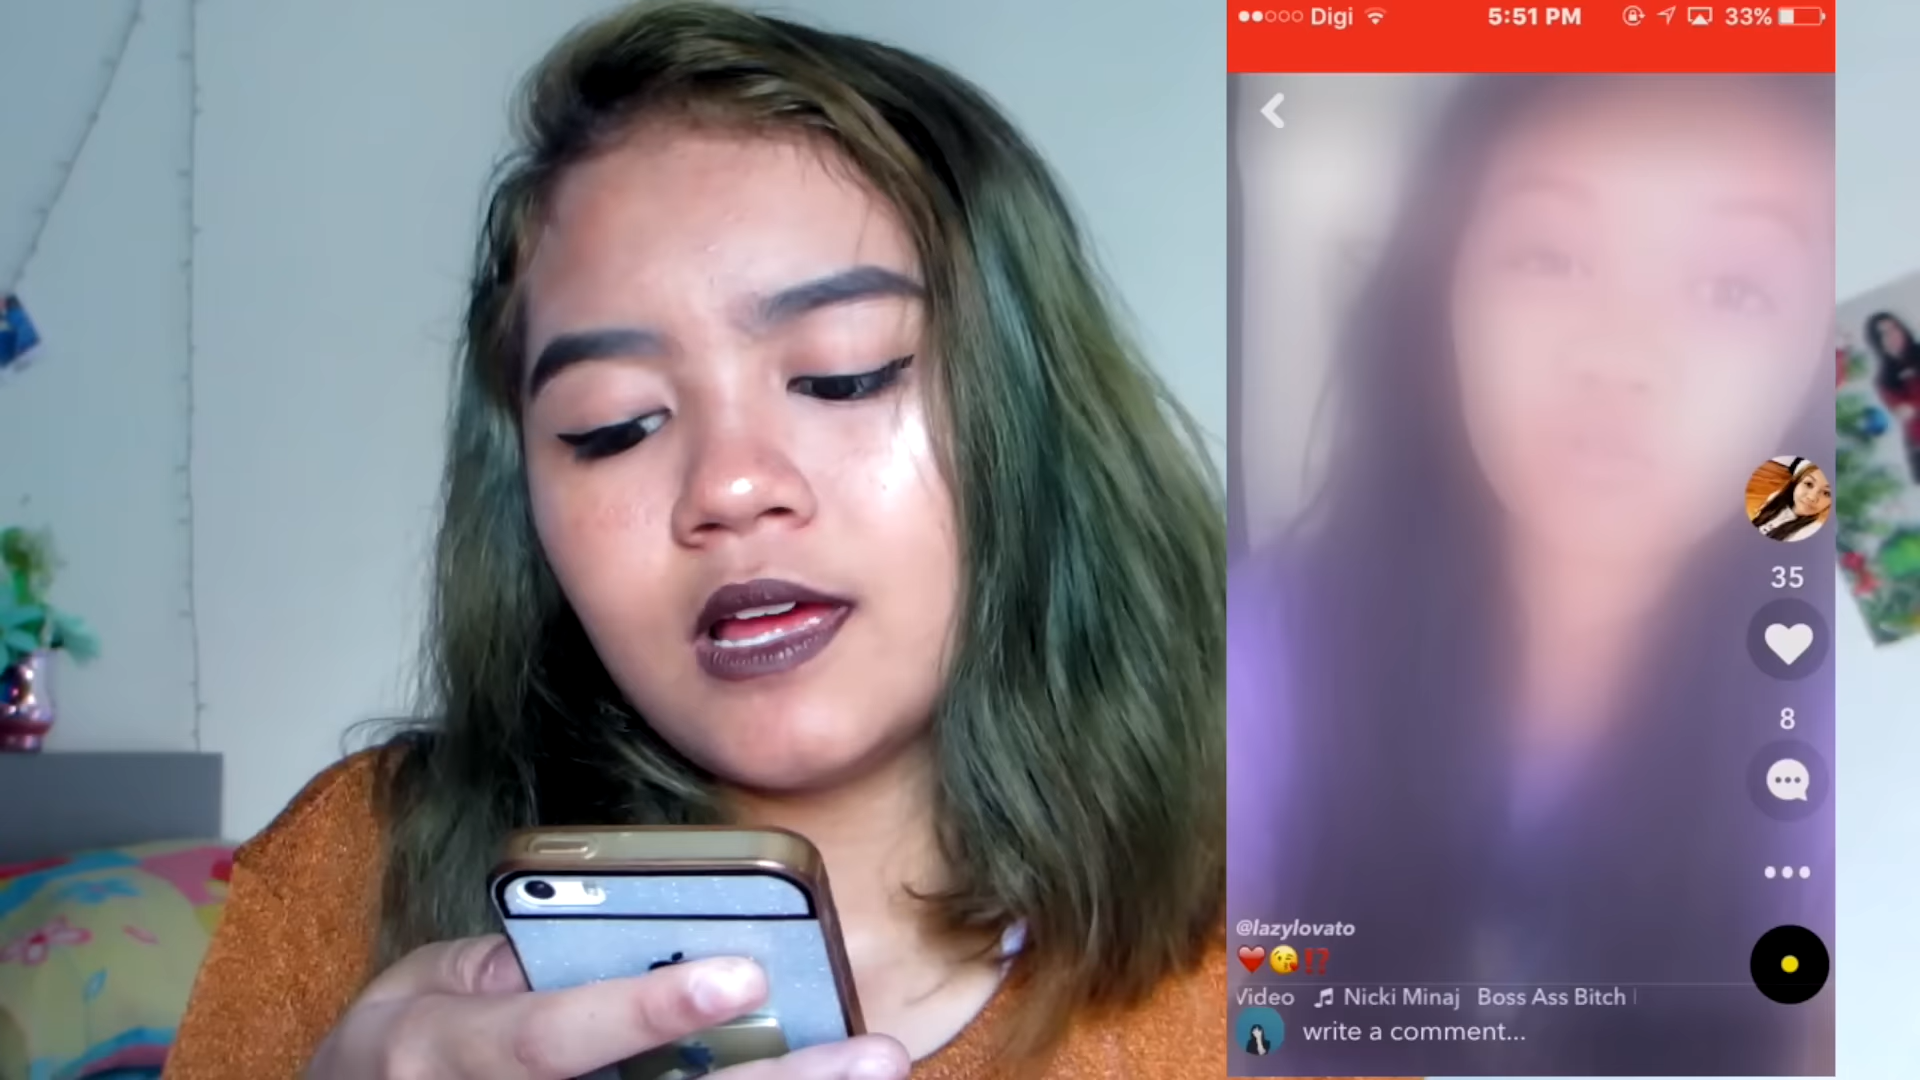 Digi 5:51 PM 33%
35
8
@lazylovato
Video Nicki Minaj Boss Ass Bitch
write a comment...